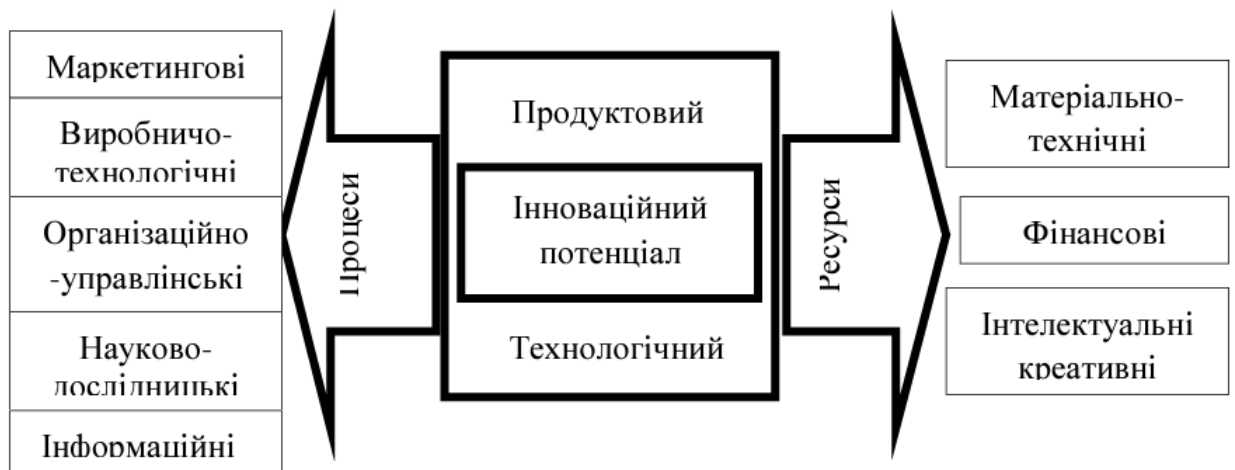 Маркетингові
Виробничо-
технологічні
Організаційно
-управлінські
Науково-
дослідницькі
Інформаційні
Процеси
Продуктовий
Інноваційний
потенціал
Технологічний
Ресурси
Матеріально-
технічні
Фінансові
Інтелектуальні
креативні